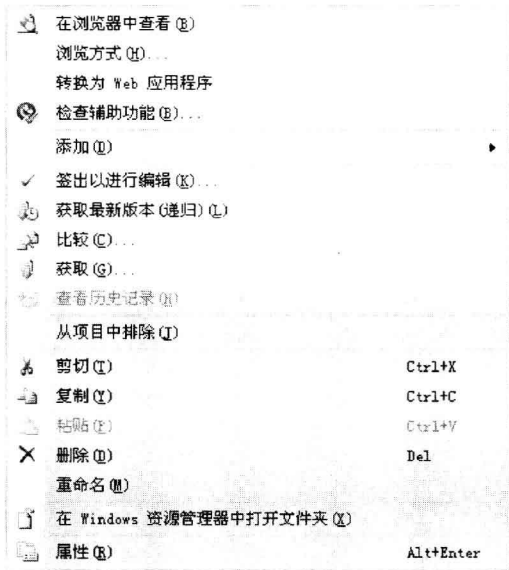 在浏览器中查看(B)
浏览方式(H)...
转换为 Web 应用程序
检查辅助功能(B)...
添加(D)
签出以进行编辑(K)...
获取最新版本(递归)(L)
比较(C)...
获取(G)...
查看历史记录(H)
从项目中排除(J)
剪切(T) Ctrl+X
复制(Y) Ctrl+C
粘贴(P) Ctrl+V
删除(D) Del
重命名(M)
在 Windows 资源管理器中打开文件夹(X)
属性(R) Alt+Enter